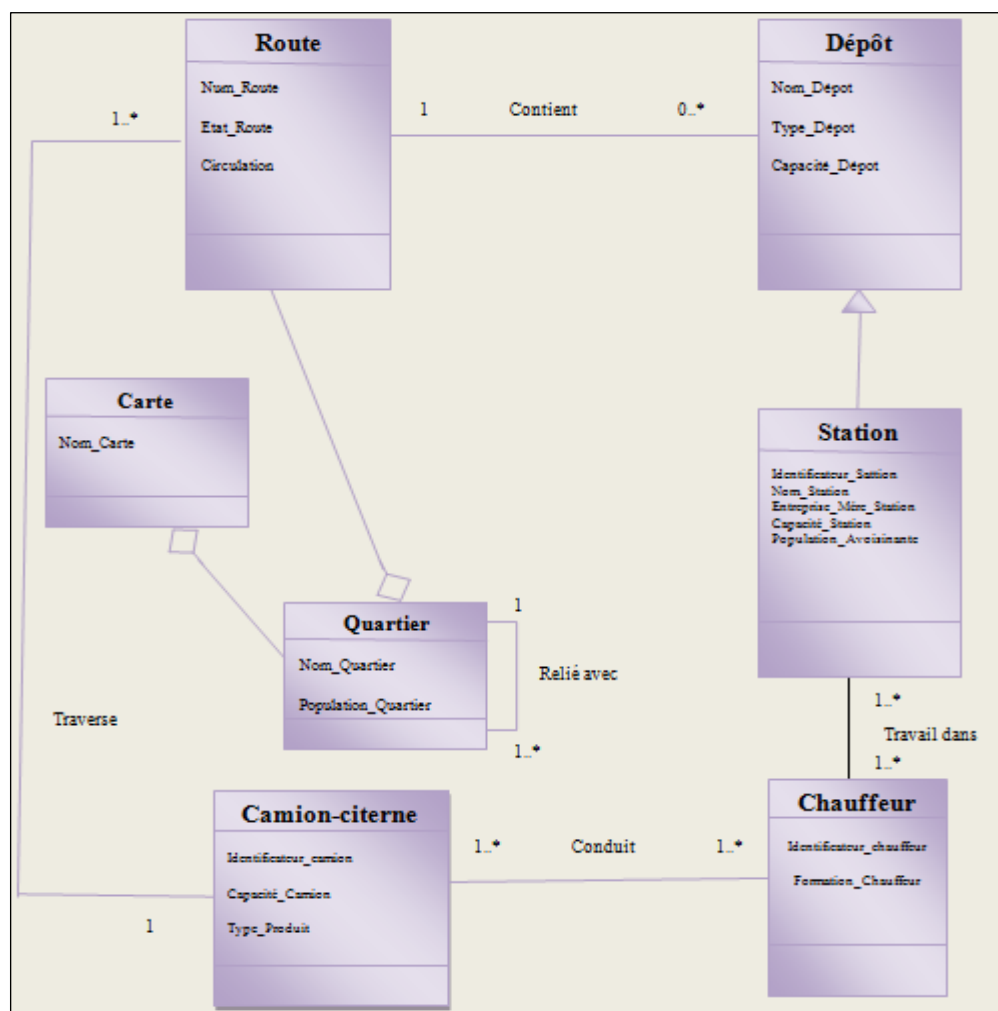 Route
Num_Route
Etat_Route
Circulation
1..*
1 Contient 0..*
Dépôt
Nom_Dépot
Type_Dépot
Capacité_Dépot
Carte
Nom_Carte
Station
Identificateur_Sattion
Nom_Station
Entreprise_Mére_Station
Capacité_Station
Population_Avoisinante
Quartier
Nom_Quartier
Population_Quartier
1
Relié avec
1..*
Traverse
1..*
Travail dans
1..*
Camion-citerne
Identificateur_camion
Capacité_Camion
Type_Produit
1
1..* Conduit 1..*
Chauffeur
Identificateur_chauffeur
Formation_Chauffeur